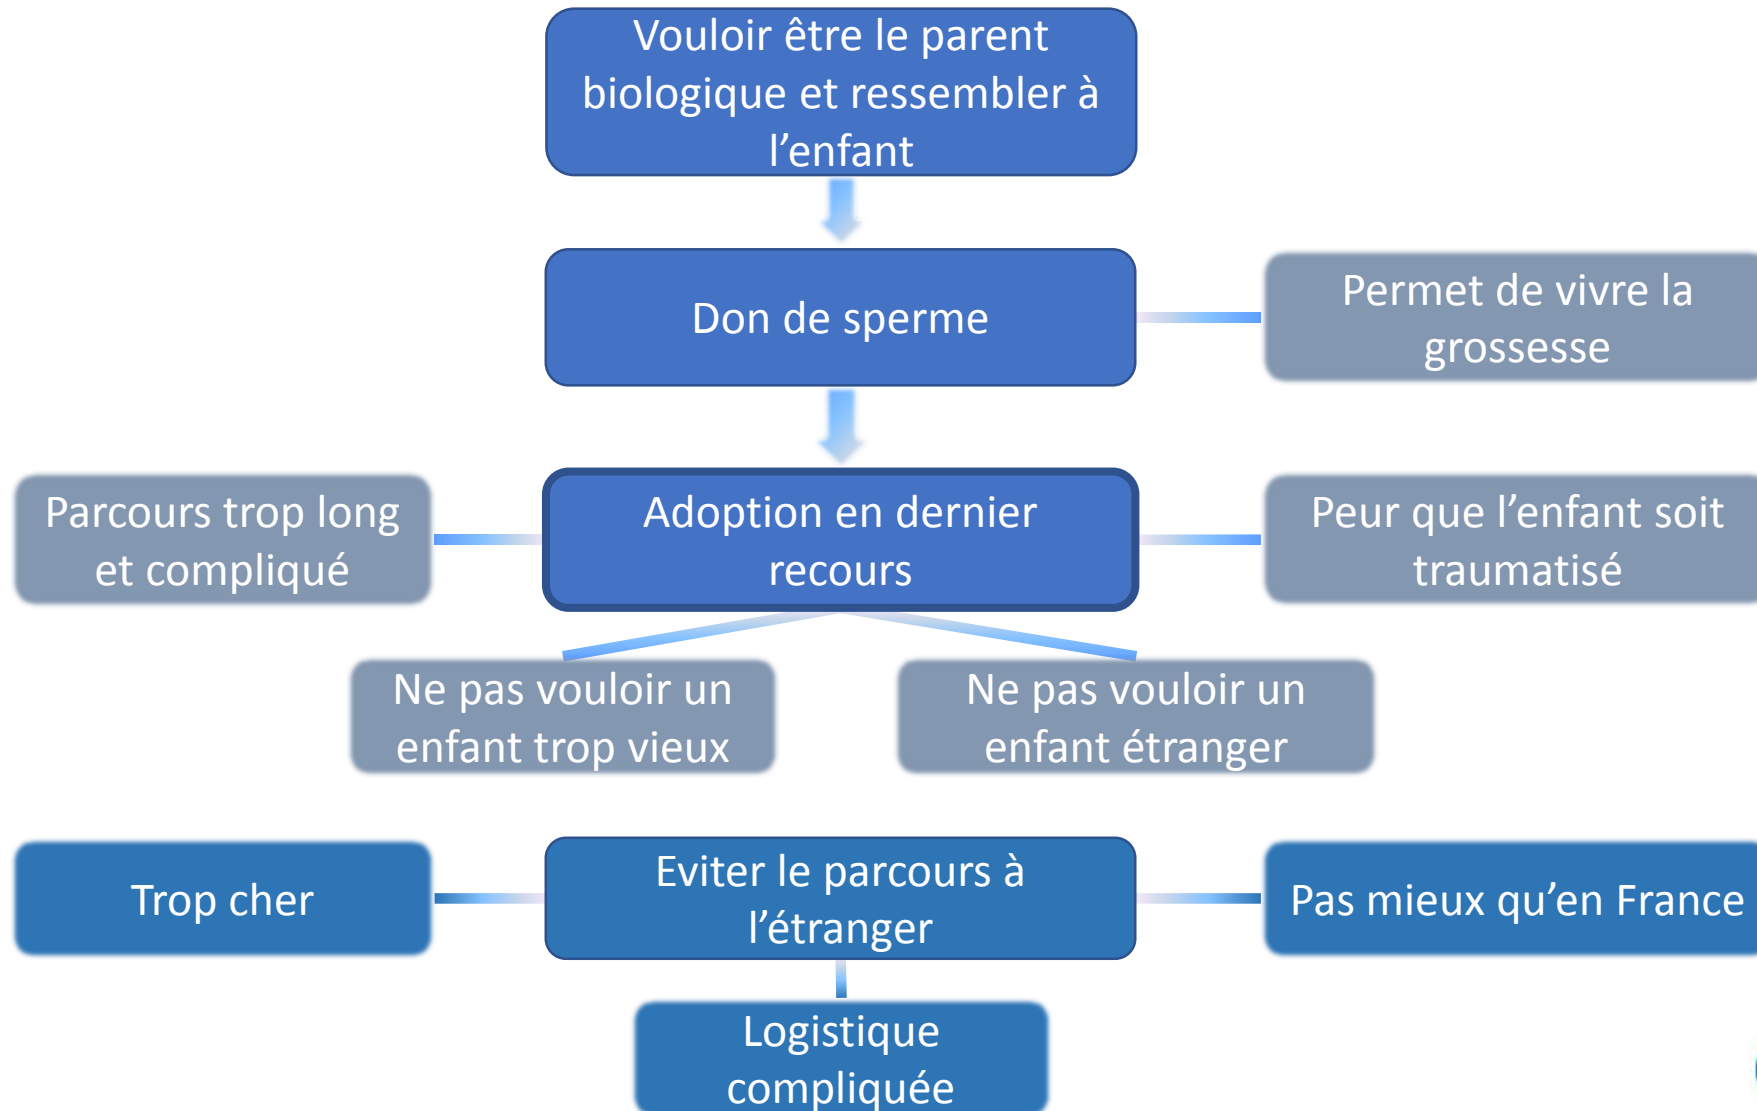 Vouloir être le parent
biologique et ressembler à
l’enfant
Don de sperme
Permet de vivre la
grossesse
Parcours trop long
et compliqué
Adoption en dernier
recours
Peur que l’enfant soit
traumatisé
Ne pas vouloir un
enfant trop vieux
Ne pas vouloir un
enfant étranger
Trop cher
Eviter le parcours à
l’étranger
Pas mieux qu’en France
Logistique
compliquée